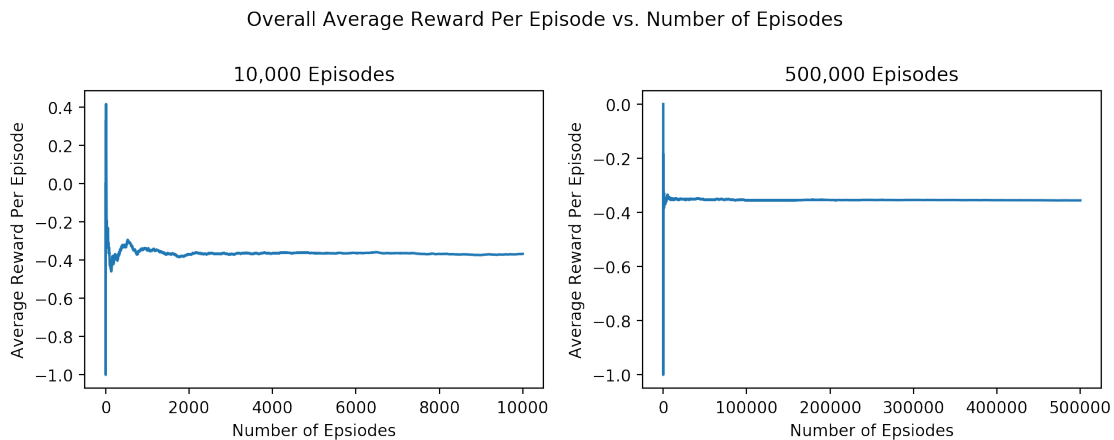 Overall Average Reward Per Episode vs. Number of Episodes
10,000 Episodes
Average Reward Per Episode
0.4
0.2
0.0
−0.2
−0.4
−0.6
−0.8
−1.0
0 2000 4000 6000 8000 10000
Number of Epsiodes
500,000 Episodes
Average Reward Per Episode
0.0
−0.2
−0.4
−0.6
−0.8
−1.0
0 100000 200000 300000 400000 500000
Number of Epsiodes